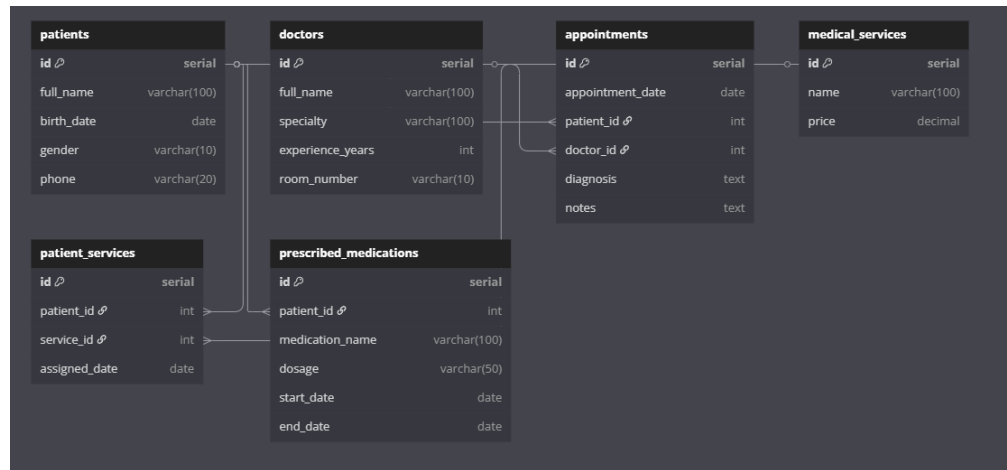 patients
id serial
full_name varchar(100)
birth_date date
gender varchar(10)
phone varchar(20)
doctors
id serial
full_name varchar(100)
specialty varchar(100)
experience_years int
room_number varchar(10)
appointments
id serial
appointment_date date
patient_id int
doctor_id int
diagnosis text
notes text
medical_services
id serial
name varchar(100)
price decimal
patient_services
id serial
patient_id int
service_id int
assigned_date date
prescribed_medications
id serial
patient_id int
medication_name varchar(100)
dosage varchar(50)
start_date date
end_date date